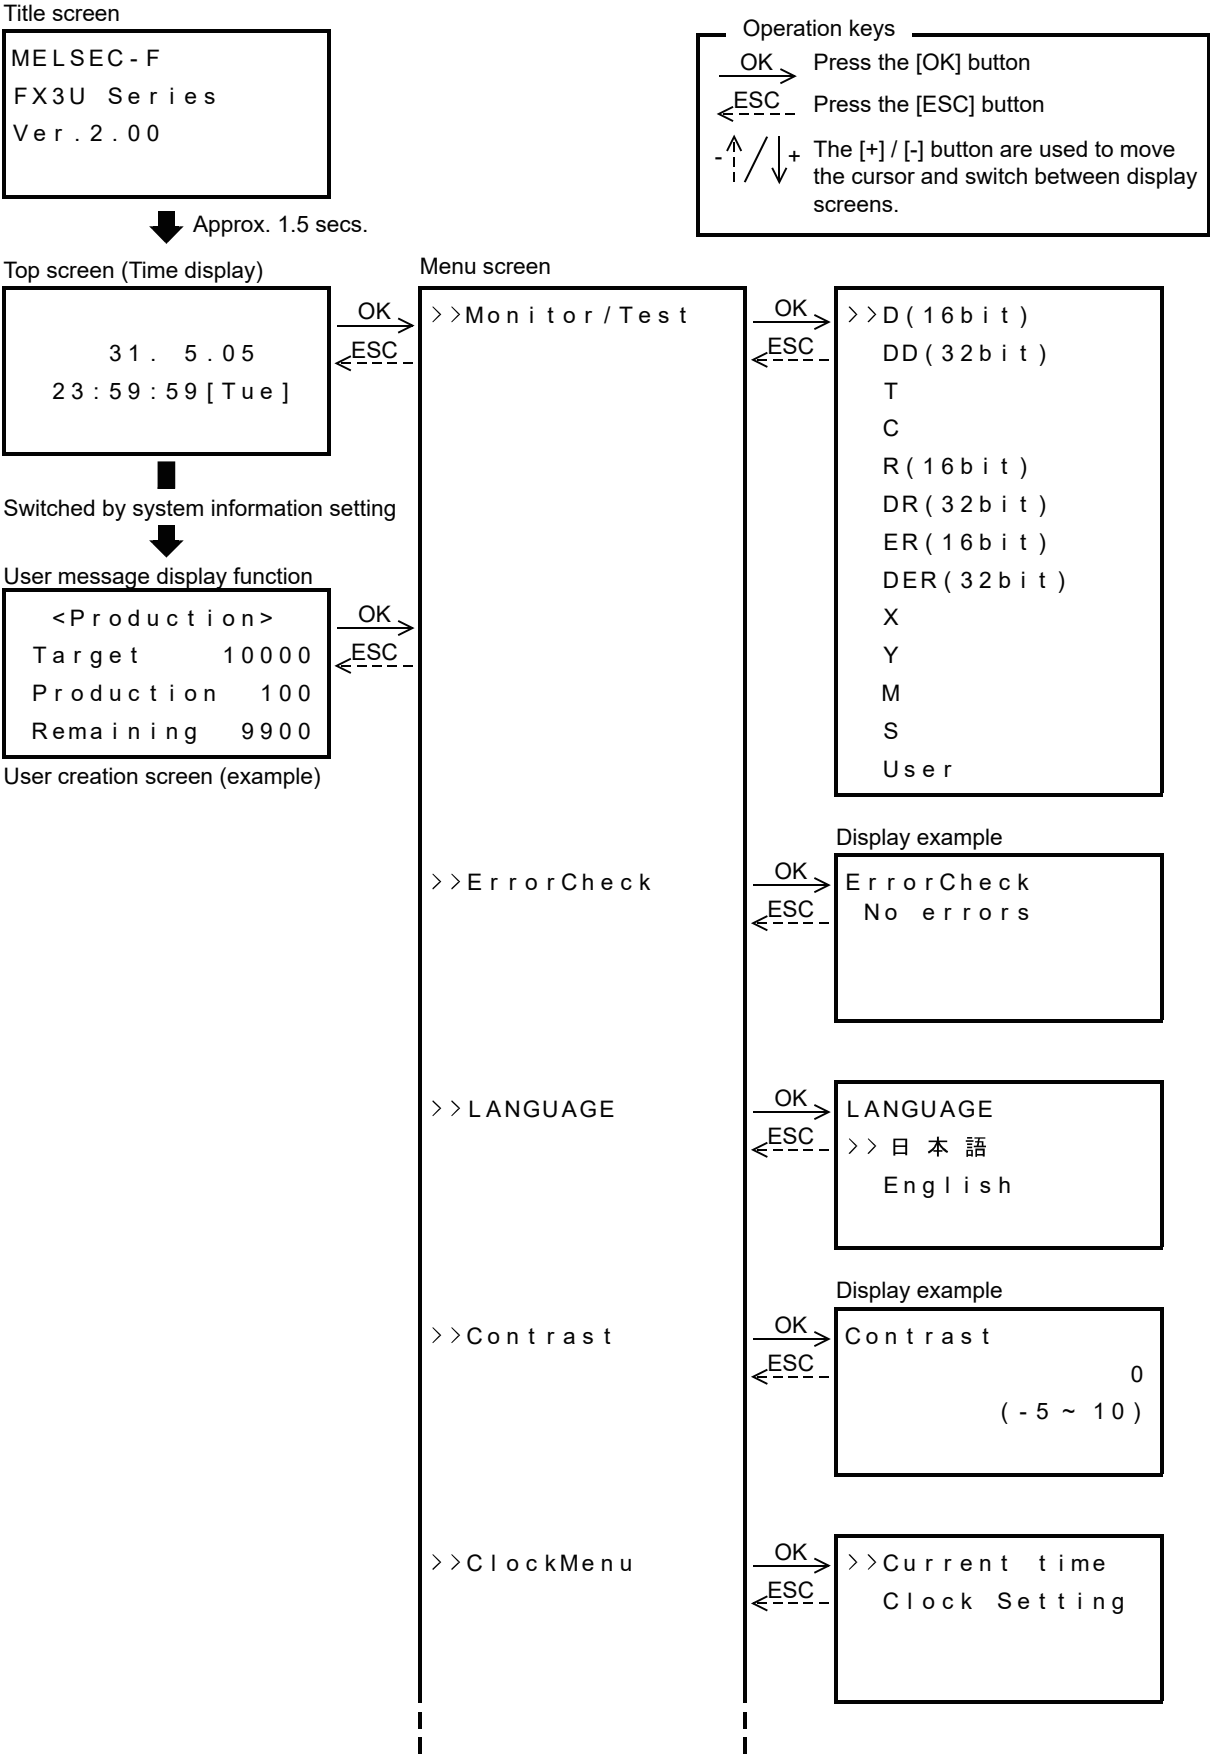 Title screen
MELSEC-F
FX3U Series
Ver.2.00
Approx. 1.5 secs.
Operation keys
OK Press the [OK] button
ESC Press the [ESC] button
- / + The [+] / [-] button are used to move
the cursor and switch between display
screens.
Top screen (Time display)
31. 5.05
23:59:59[Tue]
OK
ESC
Switched by system information setting
User message display function
<Production>
Target 10000
Production 100
Remaining 9900
OK
ESC
User creation screen (example)
Menu screen
>>Monitor/Test
OK
ESC
>>D(16bit)
DD(32bit)
T
C
R(16bit)
DR(32bit)
ER(16bit)
DER(32bit)
X
Y
M
S
User
>>ErrorCheck
OK
ESC
Display example
ErrorCheck
No errors
>>LANGUAGE
OK
ESC
LANGUAGE
>>日本語
English
>>Contrast
OK
ESC
Display example
Contrast
0
(-5~10)
>>ClockMenu
OK
ESC
>>Current time
Clock Setting